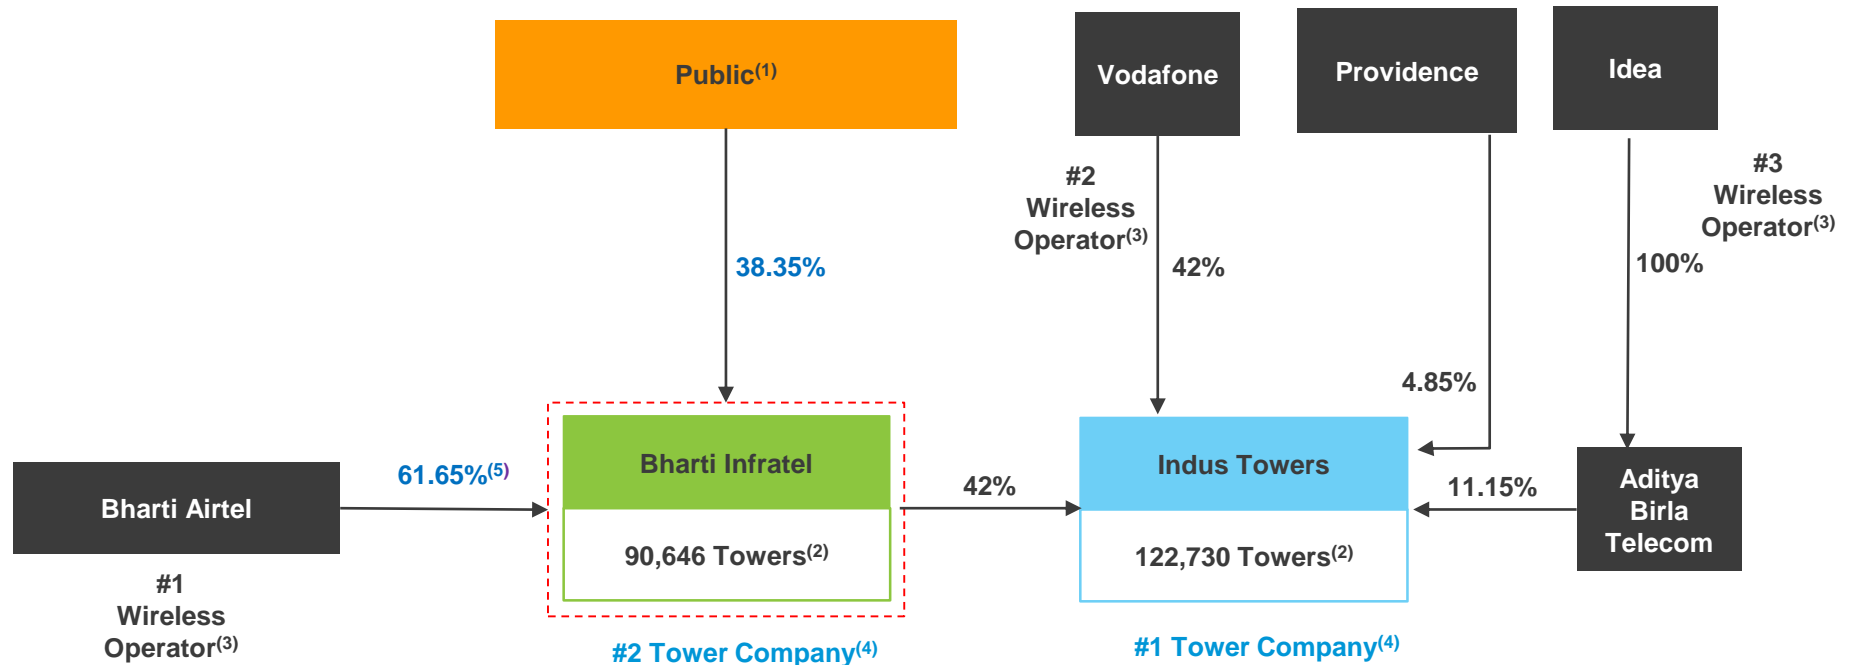 Public(1)
Vodafone
Providence
Idea
#2
Wireless
Operator(3)
#3
Wireless
Operator(3)
38.35%
42%
100%
4.85%
61.65%(5)
Bharti Infratel
42%
Indus Towers
11.15%
Aditya
Birla
Telecom
Bharti Airtel
90,646 Towers(2)
122,730 Towers(2)
#1
Wireless
Operator(3)
#2 Tower Company(4)
#1 Tower Company(4)